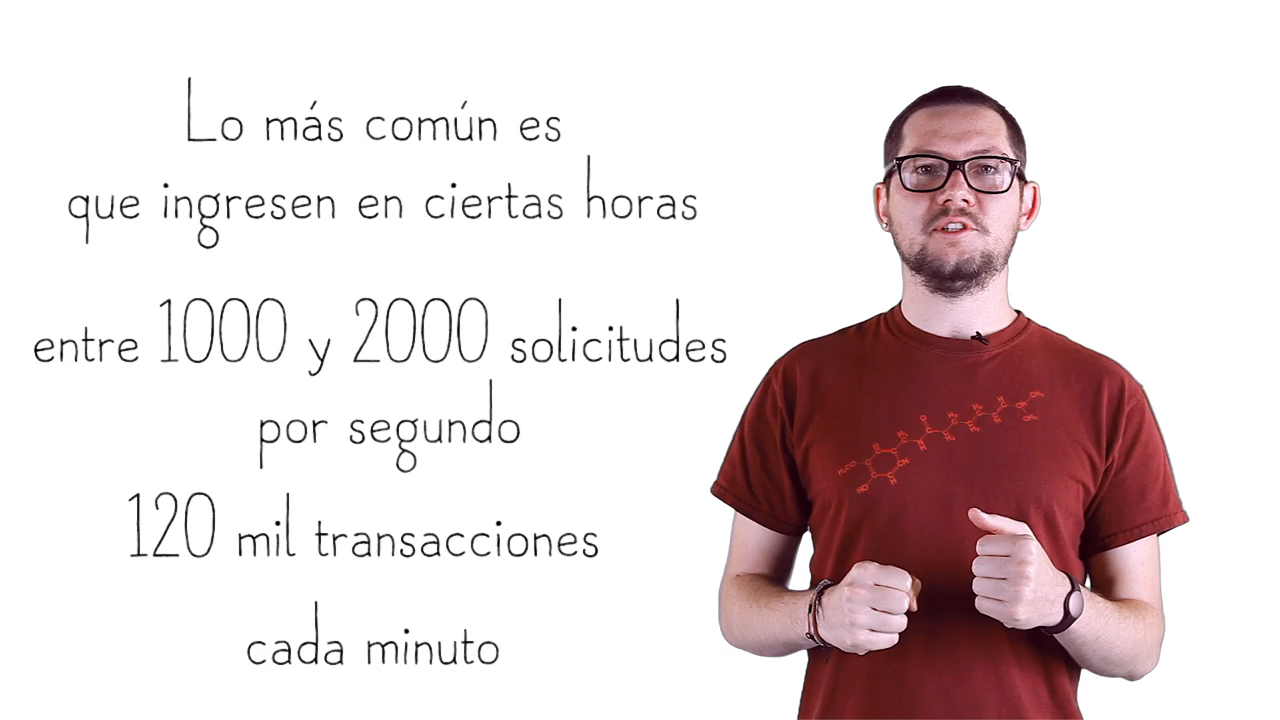 Lo más común es
que ingresen en ciertas horas
entre 1000 y 2000 solicitudes
por segundo
120 mil transacciones
cada minuto